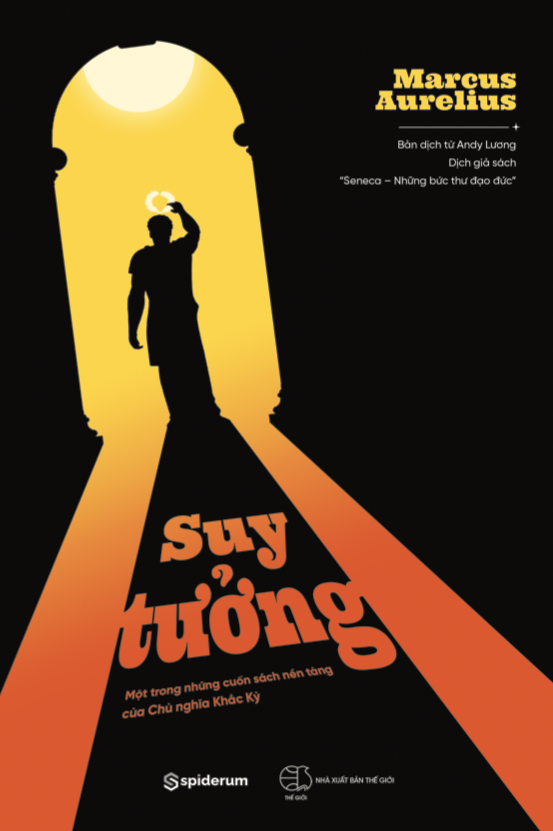 Marcus
Aurelius
Bản dịch từ Andy Lương
Dịch giả sách
“Seneca – Những bức thư đạo đức”
Suy
tưởng
Một trong những cuốn sách nền tảng
của Chủ nghĩa Khắc Kỷ
spiderum
THẾ GIỚI
NHÀ XUẤT BẢN THẾ GIỚI